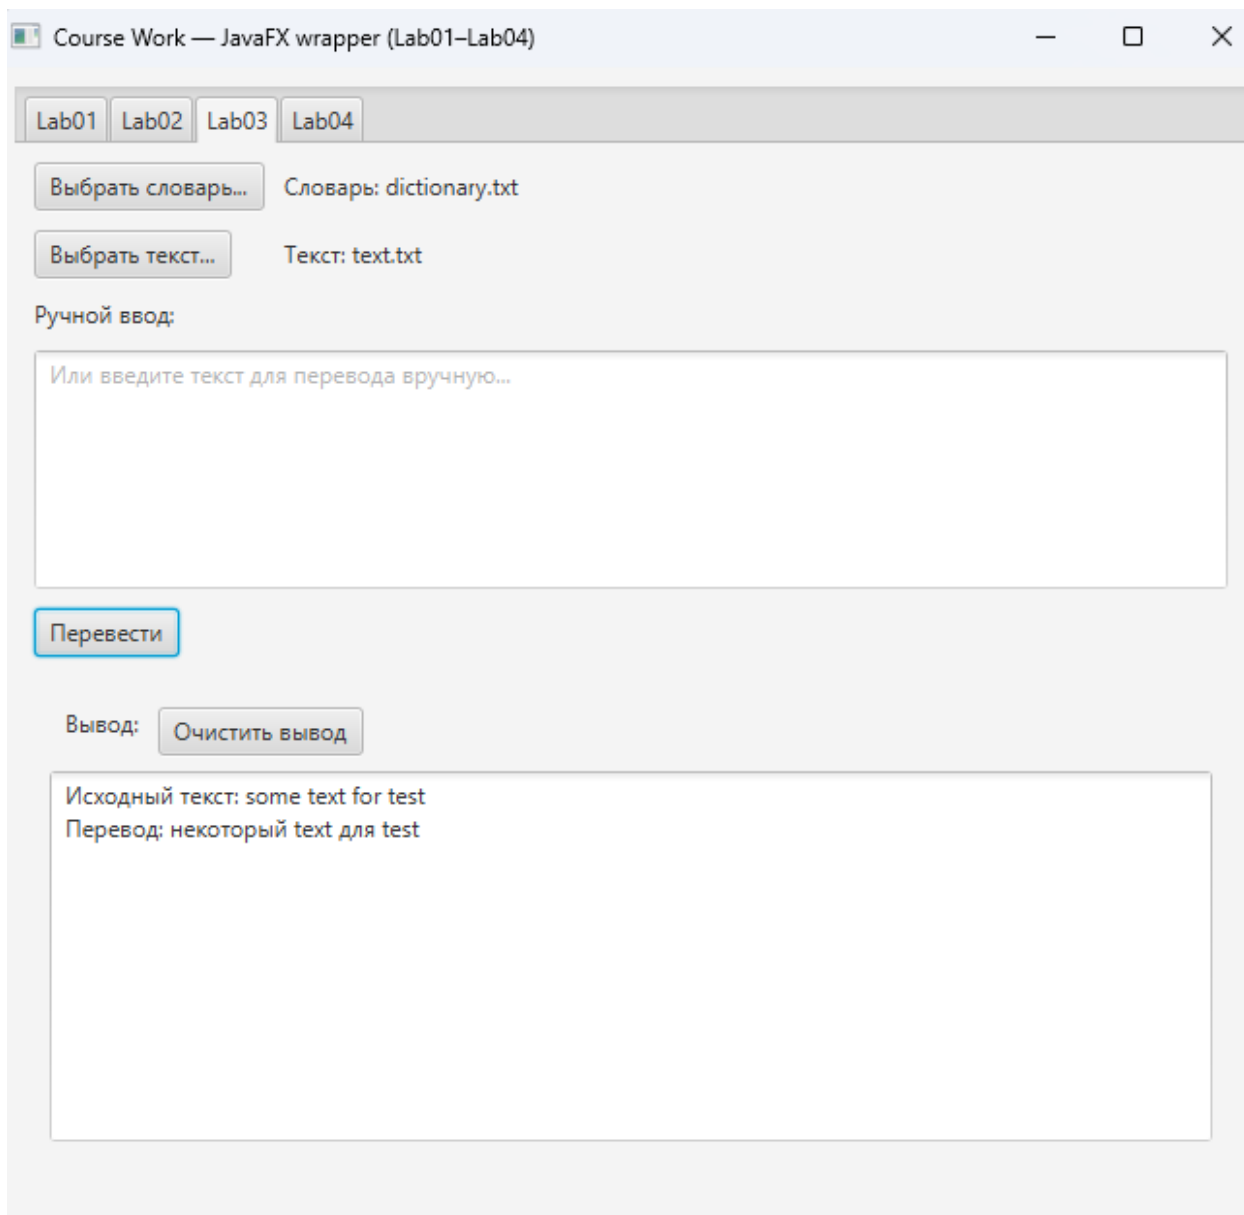 Course Work — JavaFX wrapper (Lab01–Lab04)
Lab01 Lab02 Lab03 Lab04
Выбрать словарь... Словарь: dictionary.txt
Выбрать текст... Текст: text.txt
Ручной ввод:
Или введите текст для перевода вручную...
Перевести
Вывод: Очистить вывод
Исходный текст: some text for test
Перевод: некоторый text для test